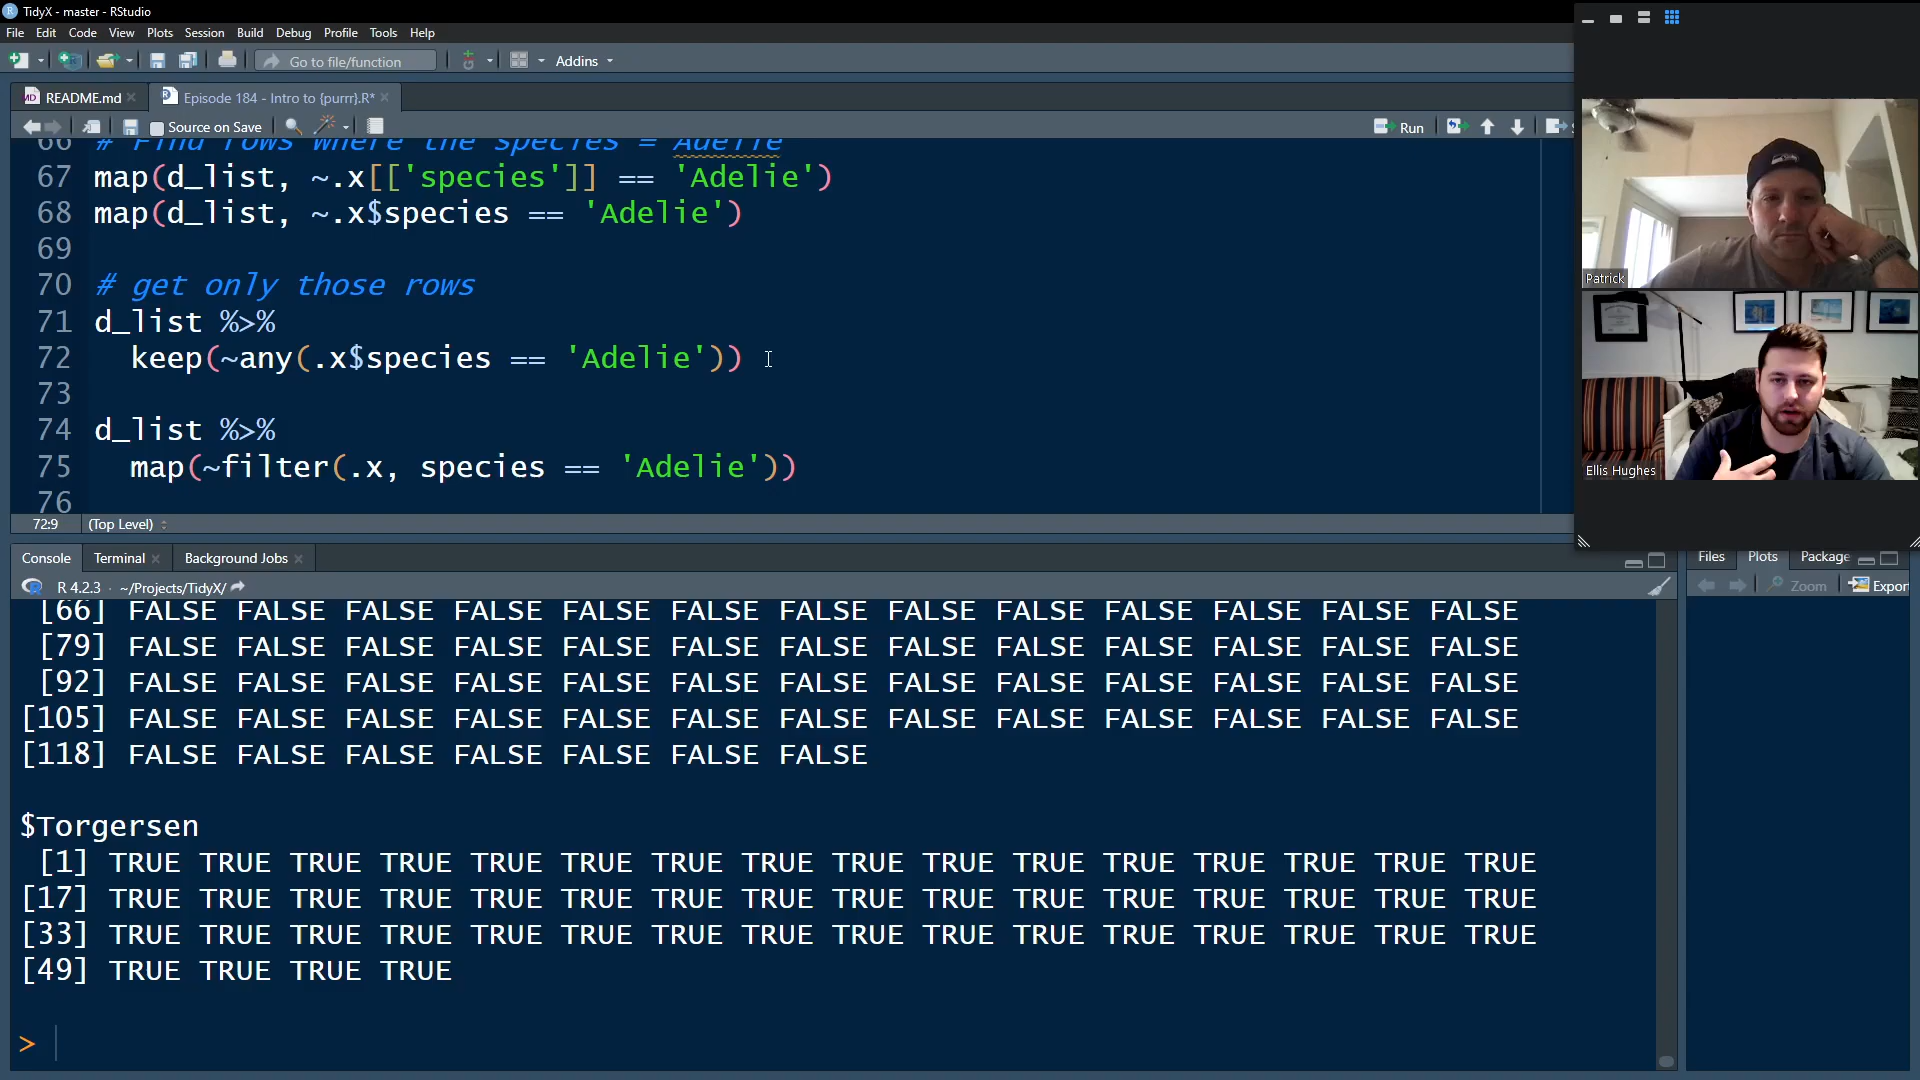 TidyX - master - RStudio
File Edit Code View Plots Session Build Debug Profile Tools Help
Go to file/function Addins
README.md Episode 184 - Intro to {purrr}.R*
Source on Save Run
66 # Find rows where the species = Adelie
67 map(d_list, ~.x[['species']] == 'Adelie')
68 map(d_list, ~.x$species == 'Adelie')
69
70 # get only those rows
71 d_list %>%
72 keep(~any(.x$species == 'Adelie'))
73
74 d_list %>%
75 map(~filter(.x, species == 'Adelie'))
76
72:9 (Top Level)
Patrick
Ellis Hughes
Console Terminal Background Jobs
R 4.2.3 · ~/Projects/TidyX/
[66] FALSE FALSE FALSE FALSE FALSE FALSE FALSE FALSE FALSE FALSE FALSE FALSE FALSE
[79] FALSE FALSE FALSE FALSE FALSE FALSE FALSE FALSE FALSE FALSE FALSE FALSE FALSE
[92] FALSE FALSE FALSE FALSE FALSE FALSE FALSE FALSE FALSE FALSE FALSE FALSE FALSE
[105] FALSE FALSE FALSE FALSE FALSE FALSE FALSE FALSE FALSE FALSE FALSE FALSE FALSE
[118] FALSE FALSE FALSE FALSE FALSE FALSE FALSE
$Torgersen
[1] TRUE TRUE TRUE TRUE TRUE TRUE TRUE TRUE TRUE TRUE TRUE TRUE TRUE TRUE TRUE TRUE
[17] TRUE TRUE TRUE TRUE TRUE TRUE TRUE TRUE TRUE TRUE TRUE TRUE TRUE TRUE TRUE TRUE
[33] TRUE TRUE TRUE TRUE TRUE TRUE TRUE TRUE TRUE TRUE TRUE TRUE TRUE TRUE TRUE TRUE
[49] TRUE TRUE TRUE TRUE
>
Files Plots Package
Zoom Expor